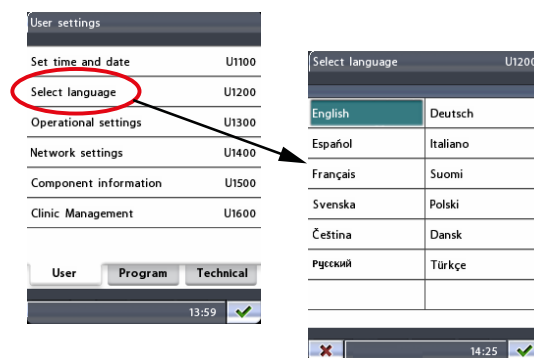 User settings
Set time and date U1100
Select language U1200
Operational settings U1300
Network settings U1400
Component information U1500
Clinic Management U1600
User Program Technical
13:59
Select language U1200
English Deutsch
Español Italiano
Français Suomi
Svenska Polski
Čeština Dansk
Русский Türkçe
14:25